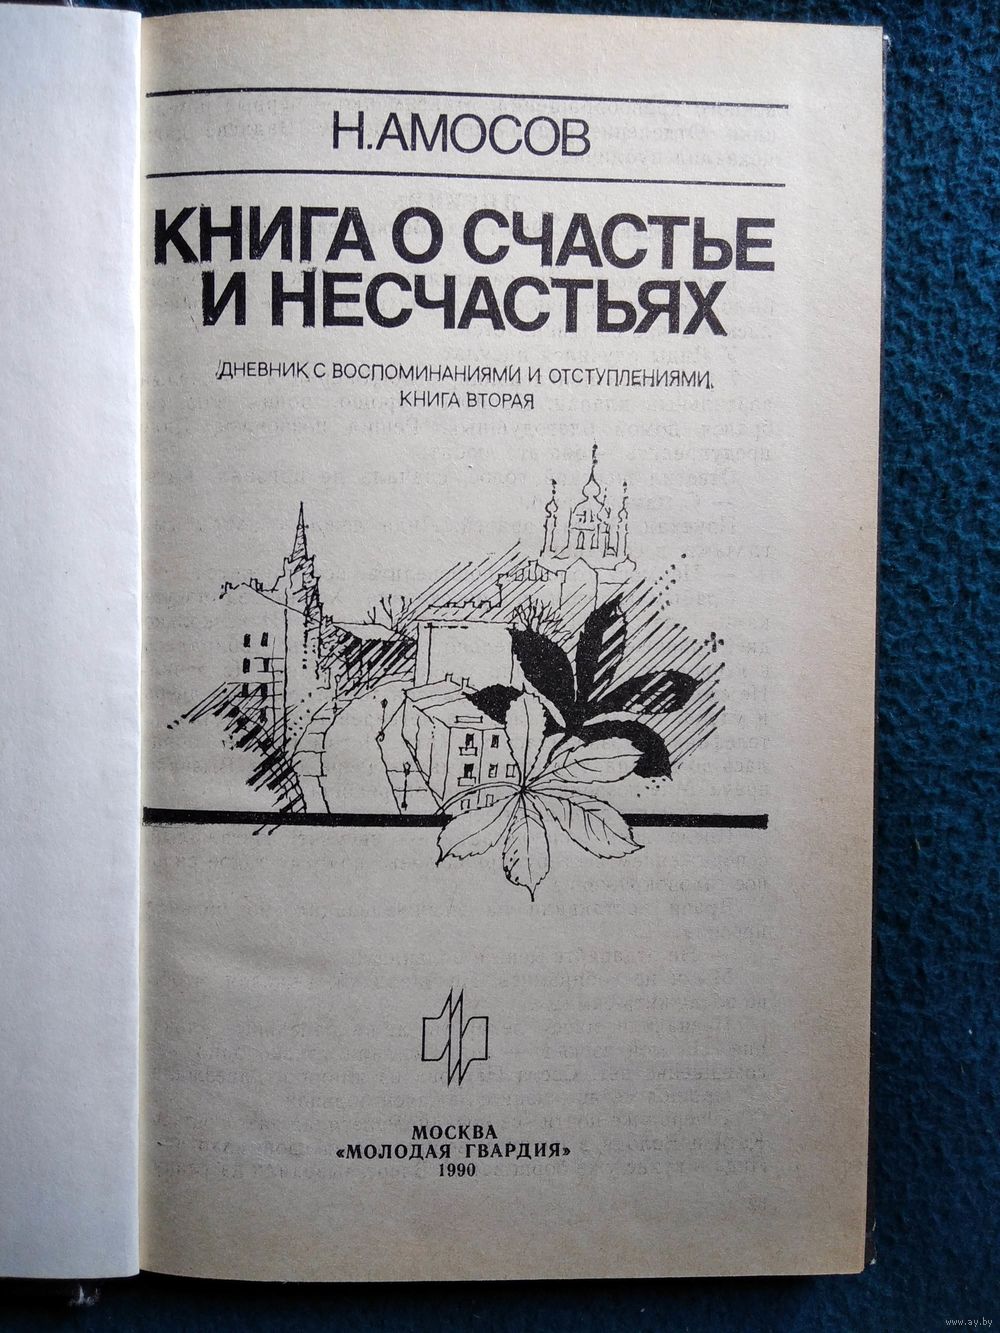 Н.АМОСОВ
КНИГА О СЧАСТЬЕ
И НЕСЧАСТЬЯХ
ДНЕВНИК С ВОСПОМИНАНИЯМИ И ОТСТУПЛЕНИЯМИ.
КНИГА ВТОРАЯ
МОСКВА
«МОЛОДАЯ ГВАРДИЯ»
1990
www.ay.by